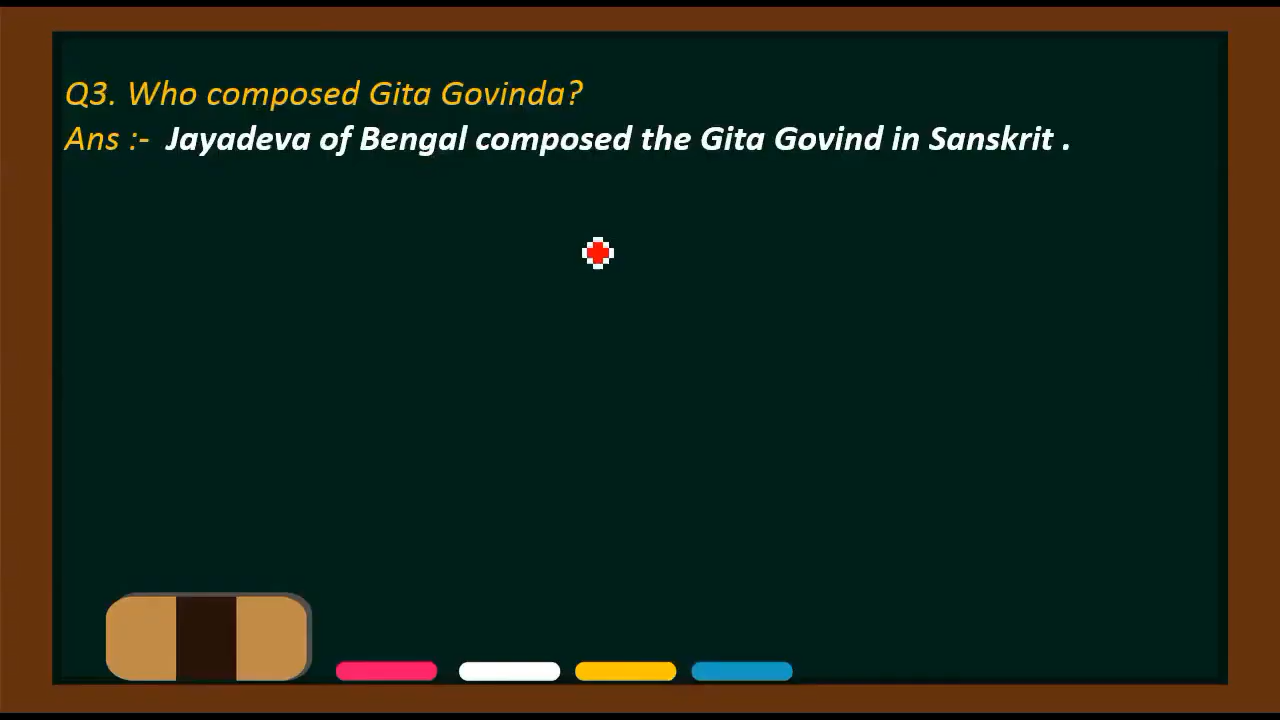 Q3. Who composed Gita Govinda?
Ans :- Jayadeva of Bengal composed the Gita Govind in Sanskrit .